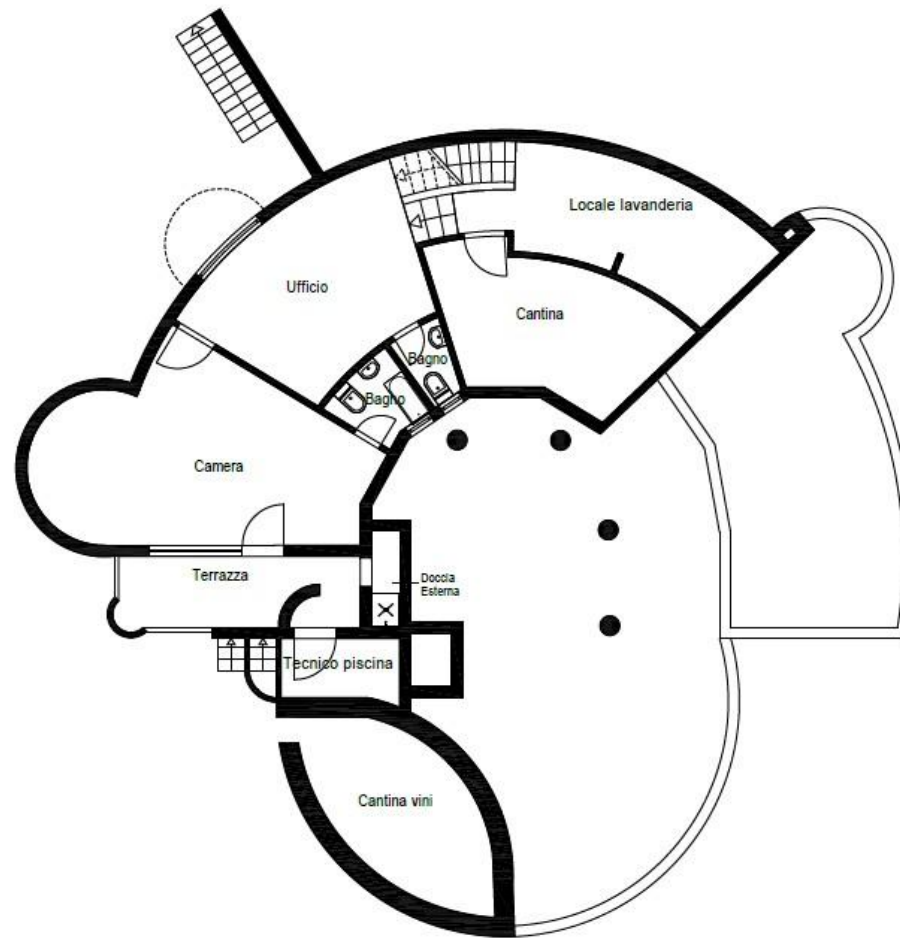 Locale lavanderia
Ufficio
Cantina
Bagno
Bagno
Camera
Terrazza
Doccia
Esterna
Tecnico piscina
Cantina vini